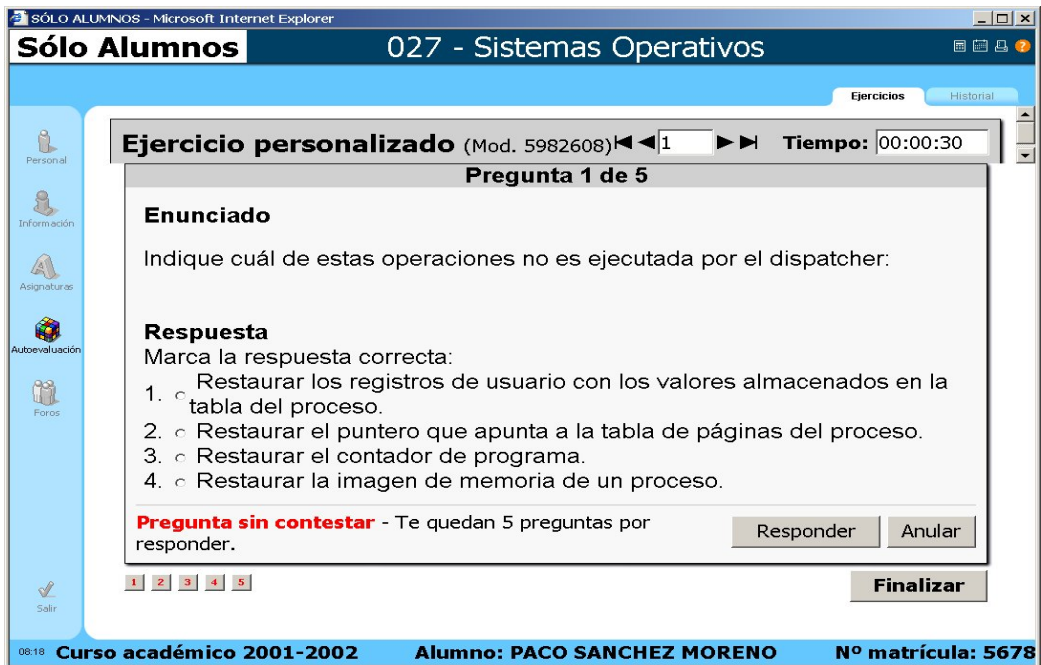 SÓLO ALUMNOS - Microsoft Internet Explorer
Sólo Alumnos
027 - Sistemas Operativos
Ejercicios
Historial
Personal
Información
Asignaturas
Autoevaluación
Foros
Salir
Ejercicio personalizado (Mod. 5982608) 1 Tiempo: 00:00:30
Pregunta 1 de 5
Enunciado
Indique cuál de estas operaciones no es ejecutada por el dispatcher:
Respuesta
Marca la respuesta correcta:
1. Restaurar los registros de usuario con los valores almacenados en la
tabla del proceso.
2. Restaurar el puntero que apunta a la tabla de páginas del proceso.
3. Restaurar el contador de programa.
4. Restaurar la imagen de memoria de un proceso.
Pregunta sin contestar - Te quedan 5 preguntas por
responder.
Responder
Anular
1 2 3 4 5
Finalizar
08:18 Curso académico 2001-2002 Alumno: PACO SANCHEZ MORENO Nº matrícula: 5678